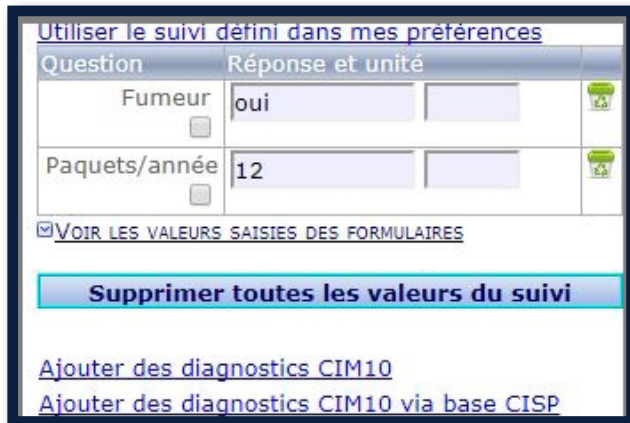 Utiliser le suivi défini dans mes préférences
Question Réponse et unité
Fumeur oui
Paquets/année 12
VOIR LES VALEURS SAISIES DES FORMULAIRES
Supprimer toutes les valeurs du suivi
Ajouter des diagnostics CIM10
Ajouter des diagnostics CIM10 via base CISP